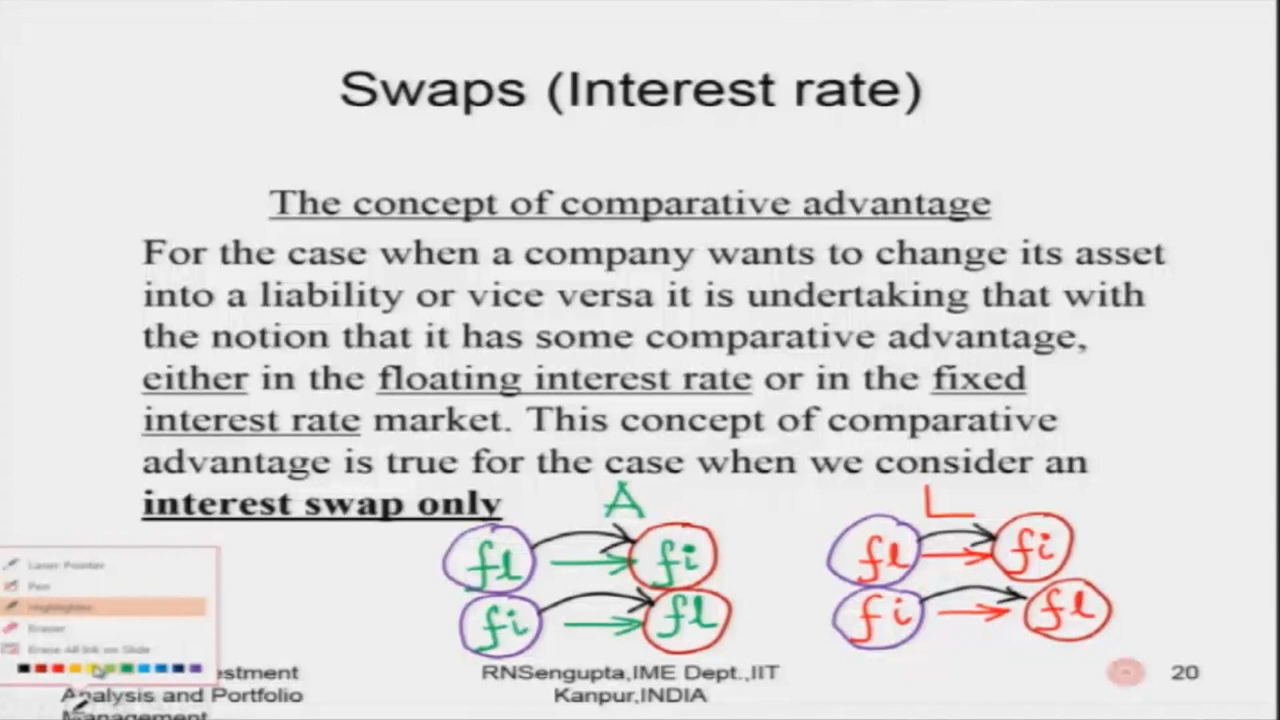 Swaps (Interest rate)
The concept of comparative advantage
For the case when a company wants to change its asset
into a liability or vice versa it is undertaking that with
the notion that it has some comparative advantage,
either in the floating interest rate or in the fixed
interest rate market. This concept of comparative
advantage is true for the case when we consider an
interest swap only
A
fl fi
fi fl
L
fl fi
fi fl
Laser Pointer
Pen
Highlighter
Eraser
Erase All Ink on Slide
estment
Analysis and Portfolio
Management
RNSengupta,IME Dept.,IIT
Kanpur,INDIA
20